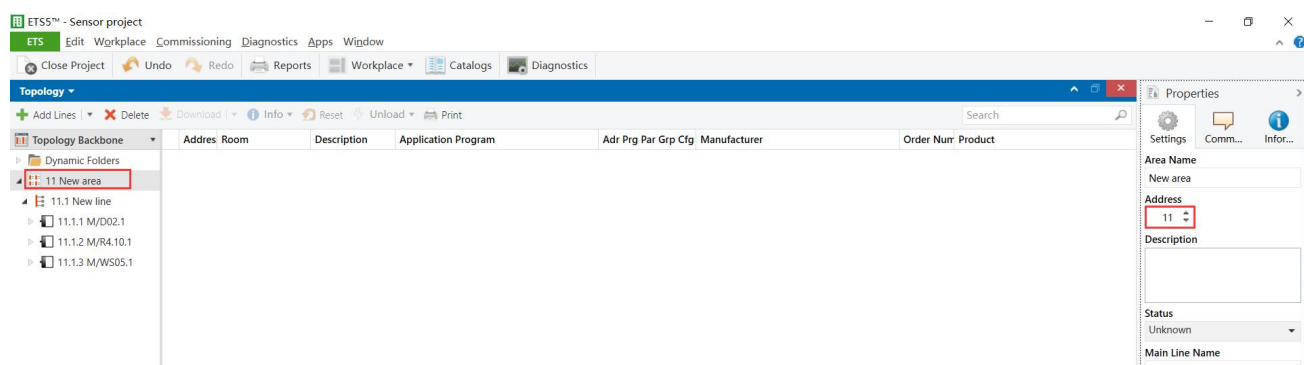 ETS5™ - Sensor project
ETS Edit Workplace Commissioning Diagnostics Apps Window
Close Project Undo Redo Reports Workplace Catalogs Diagnostics
Topology
Add Lines Delete Download Info Reset Unload Print Search
Topology Backbone Addres Room Description Application Program Adr Prg Par Grp Cfg Manufacturer Order Num Product
Dynamic Folders
11 New area
11.1 New line
11.1.1 M/D02.1
11.1.2 M/R4.10.1
11.1.3 M/WS05.1
Properties
Settings Comm... Infor...
Area Name
New area
Address
11
Description
Status
Unknown
Main Line Name